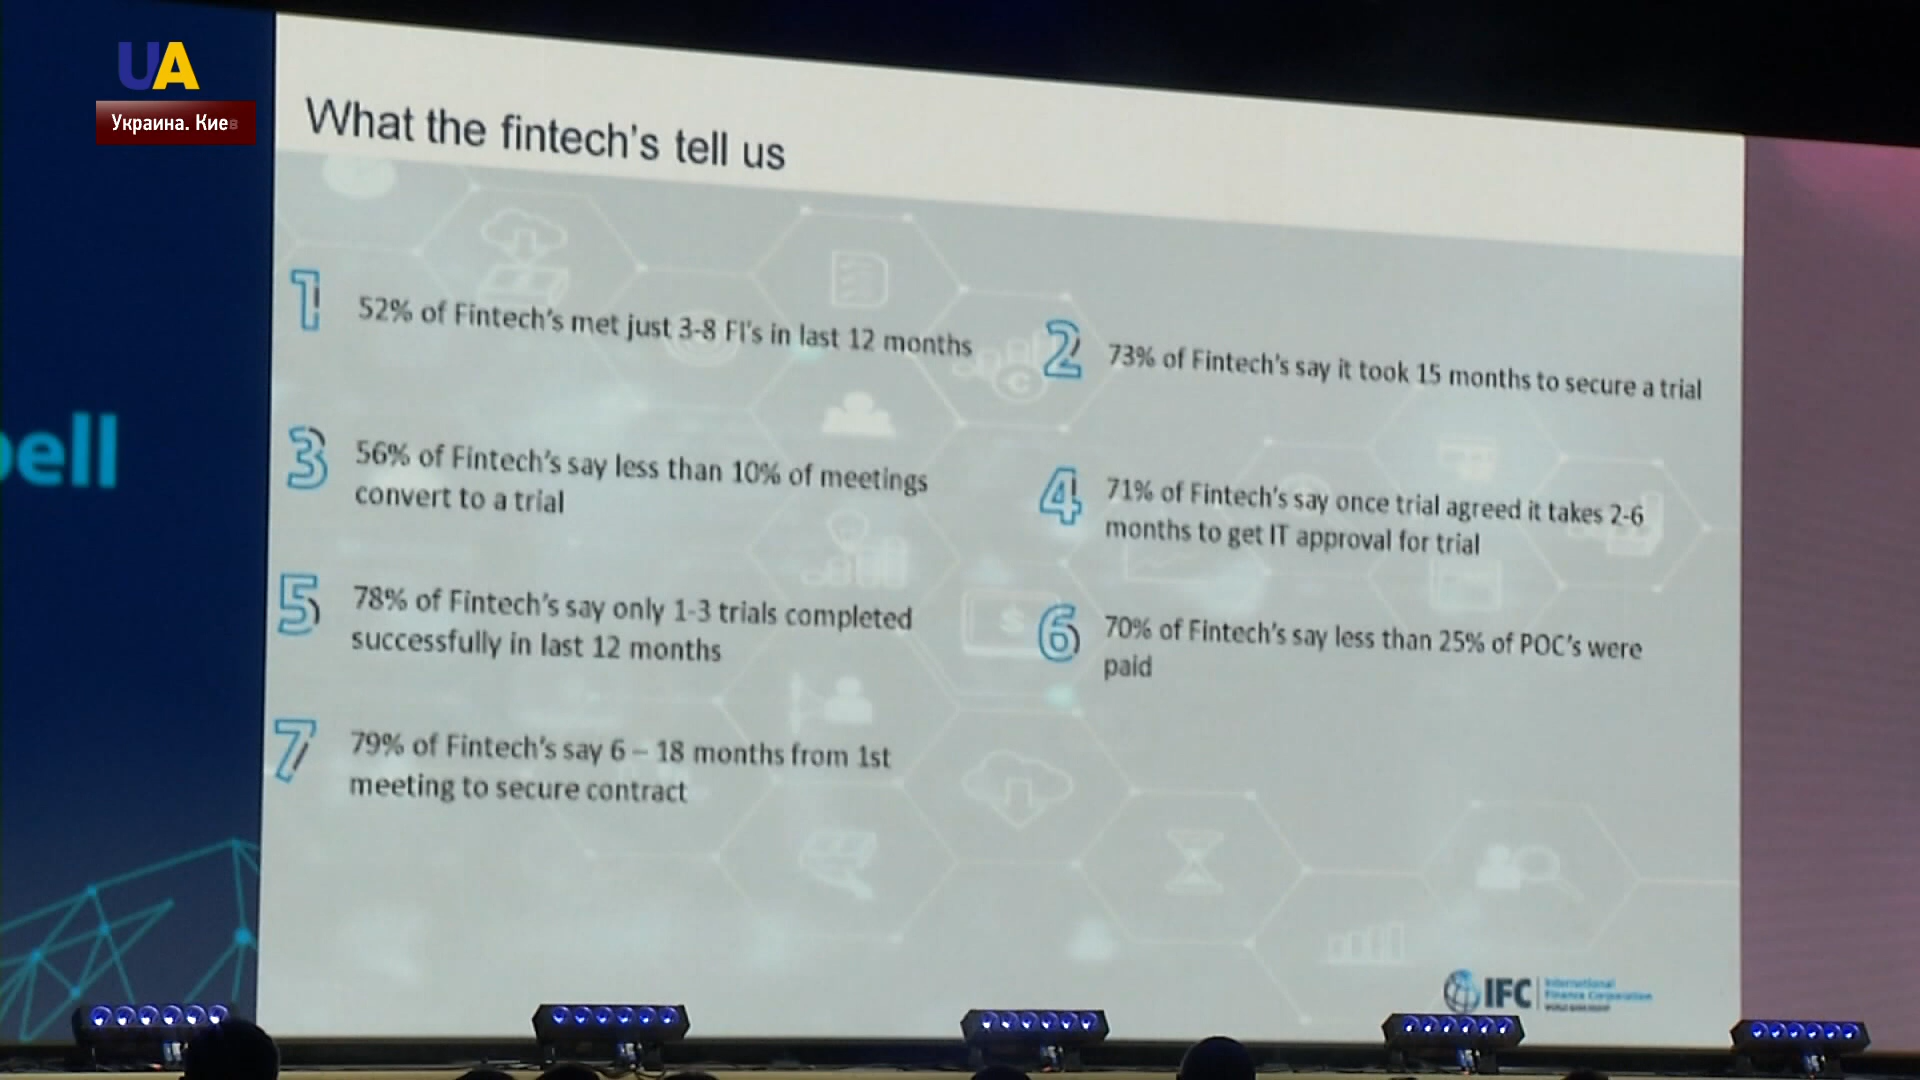 UA
Украина. Киев
What the fintech's tell us
1
52% of Fintech's met just 3-8 FI's in last 12 months
2
73% of Fintech's say it took 15 months to secure a trial
3
56% of Fintech's say less than 10% of meetings
convert to a trial
4
71% of Fintech's say once trial agreed it takes 2-6
months to get IT approval for trial
5
78% of Fintech's say only 1-3 trials completed
successfully in last 12 months
6
70% of Fintech's say less than 25% of POC's were
paid
7
79% of Fintech's say 6 – 18 months from 1st
meeting to secure contract
ell
IFC
International
Finance Corporation